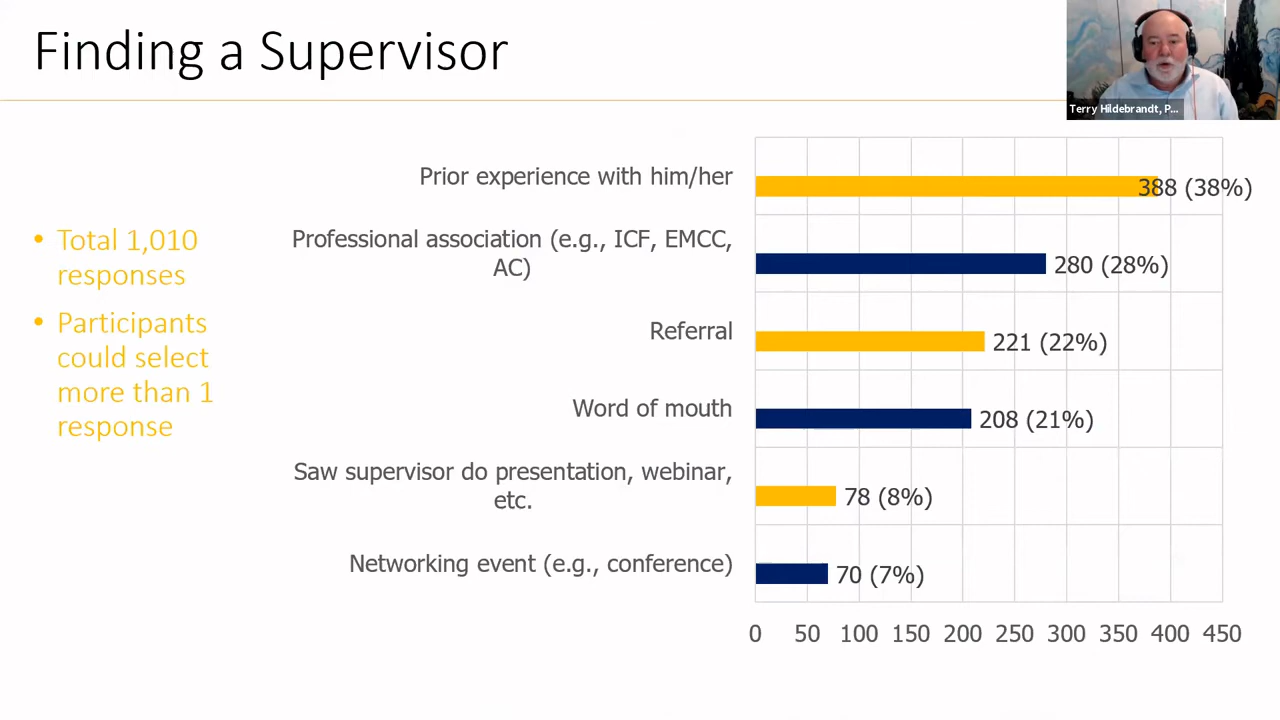 Finding a Supervisor
Terry Hildebrandt, P...
• Total 1,010
responses
• Participants
could select
more than 1
response
Prior experience with him/her
388 (38%)
Professional association (e.g., ICF, EMCC,
AC)
280 (28%)
Referral
221 (22%)
Word of mouth
208 (21%)
Saw supervisor do presentation, webinar,
etc.
78 (8%)
Networking event (e.g., conference)
70 (7%)
0 50 100 150 200 250 300 350 400 450